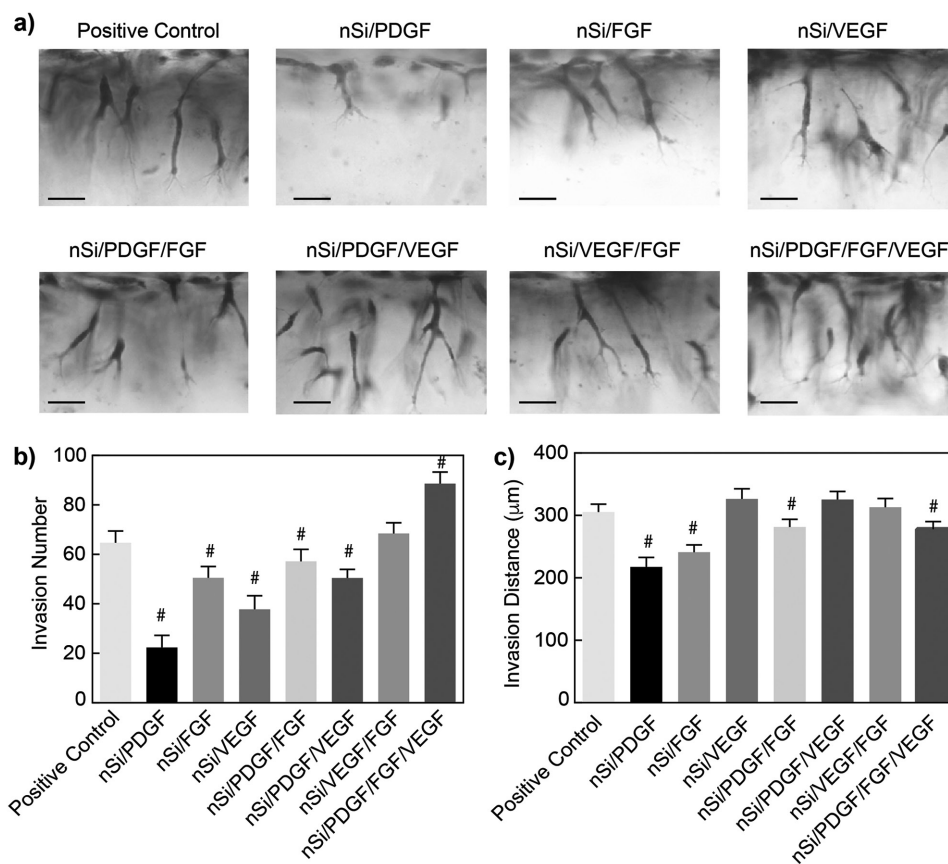 a)
Positive Control
nSi/PDGF
nSi/FGF
nSi/VEGF
nSi/PDGF/FGF
nSi/PDGF/VEGF
nSi/VEGF/FGF
nSi/PDGF/FGF/VEGF
b)
Invasion Number
100
80
60
40
20
0
#
#
#
#
#
#
Positive Control
nSi/PDGF
nSi/FGF
nSi/VEGF
nSi/PDGF/FGF
nSi/PDGF/VEGF
nSi/VEGF/FGF
nSi/PDGF/FGF/VEGF
c)
Invasion Distance (μm)
400
300
200
100
0
#
#
#
#
Positive Control
nSi/PDGF
nSi/FGF
nSi/VEGF
nSi/PDGF/FGF
nSi/PDGF/VEGF
nSi/VEGF/FGF
nSi/PDGF/FGF/VEGF